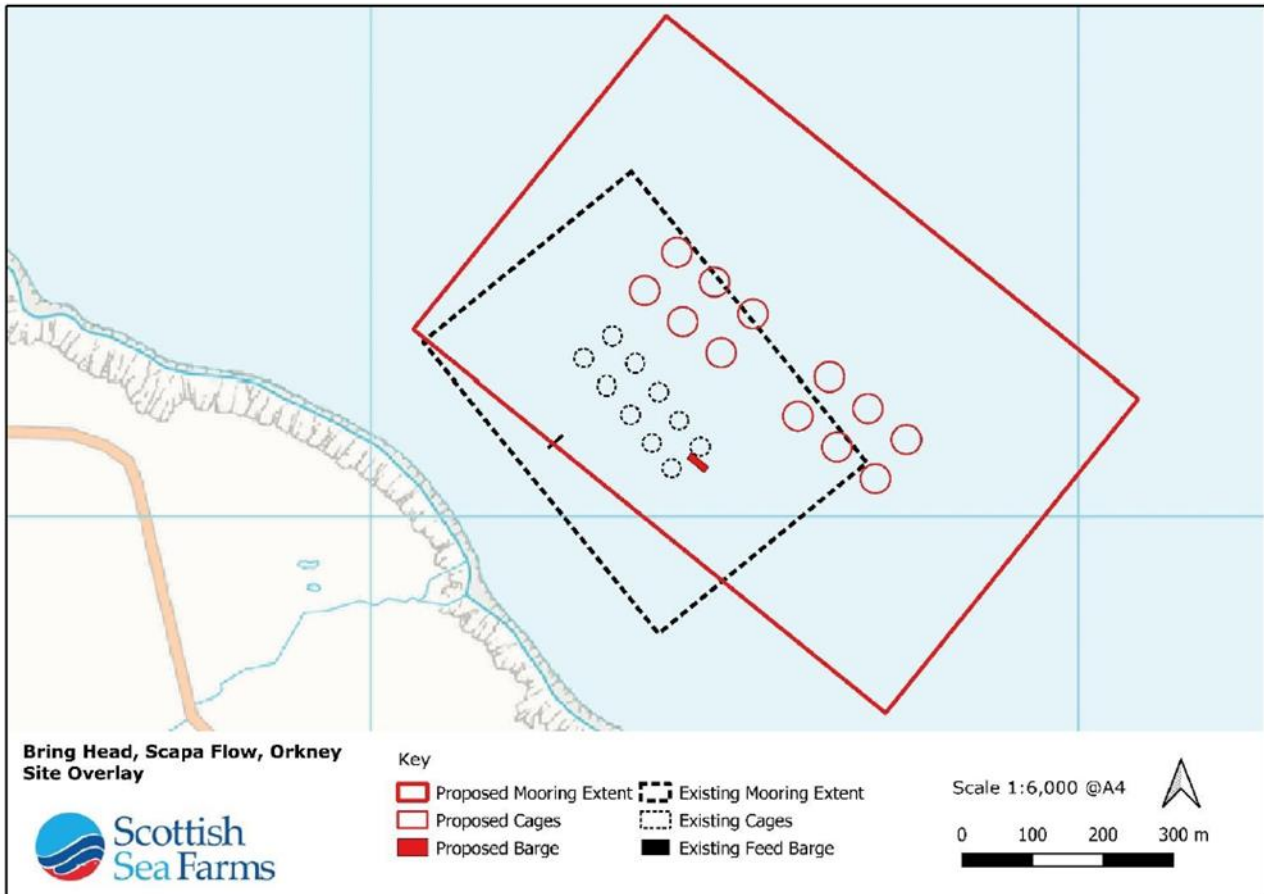 Bring Head, Scapa Flow, Orkney
Site Overlay
Scottish
Sea Farms
Key
Proposed Mooring Extent
Proposed Cages
Proposed Barge
Existing Mooring Extent
Existing Cages
Existing Feed Barge
Scale 1:6,000 @A4
0 100 200 300 m